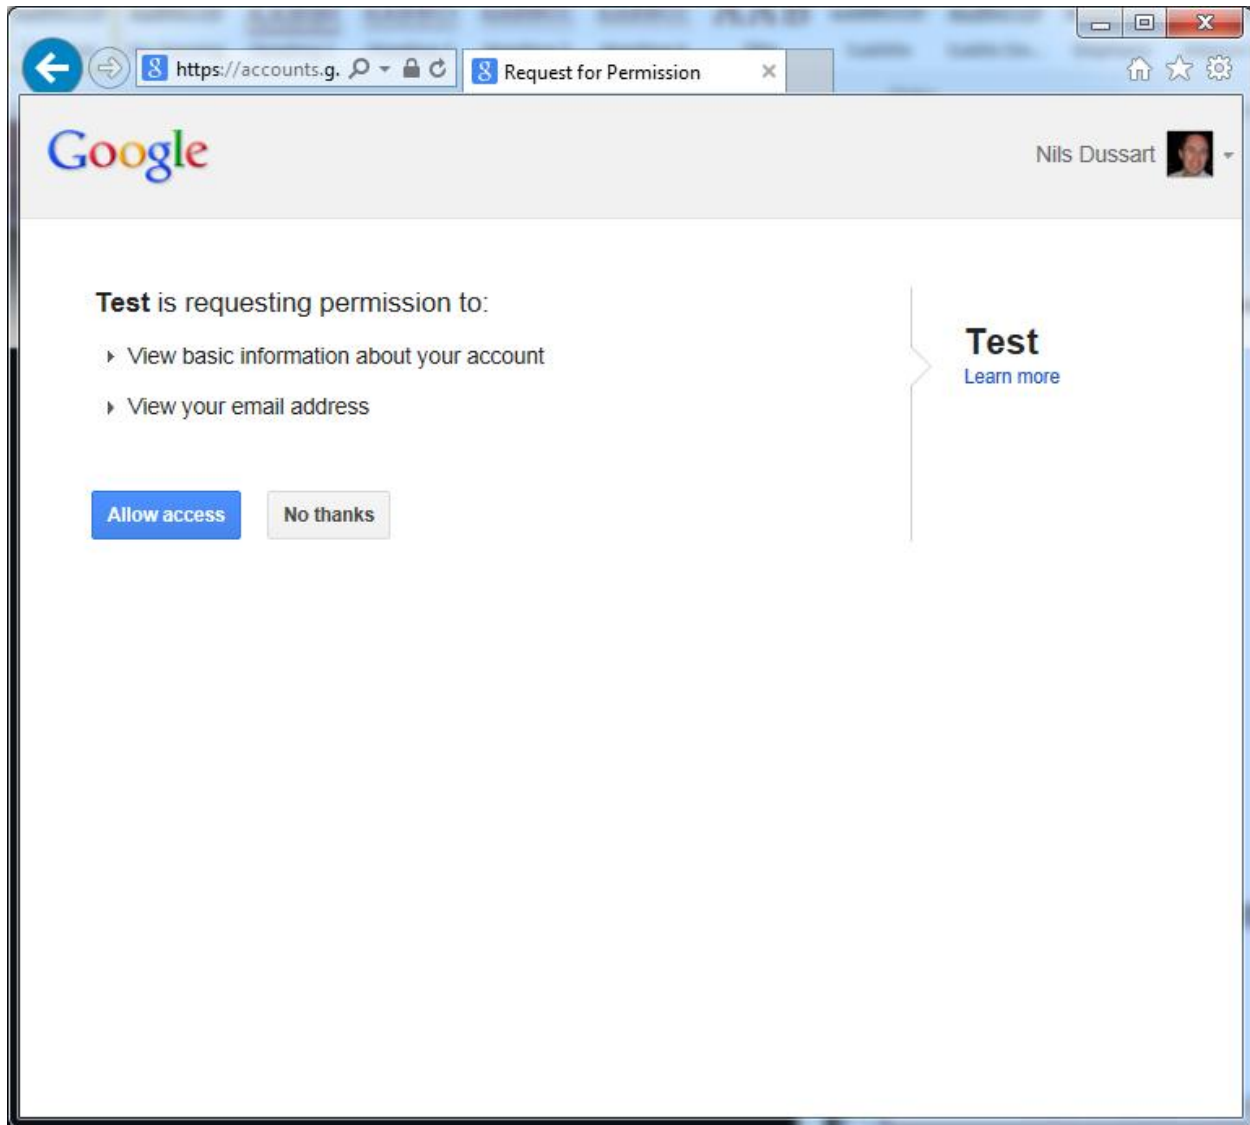 https://accounts.g.
Request for Permission
Google
Nils Dussart
Test is requesting permission to:
View basic information about your account
View your email address
Test
Learn more
Allow access
No thanks